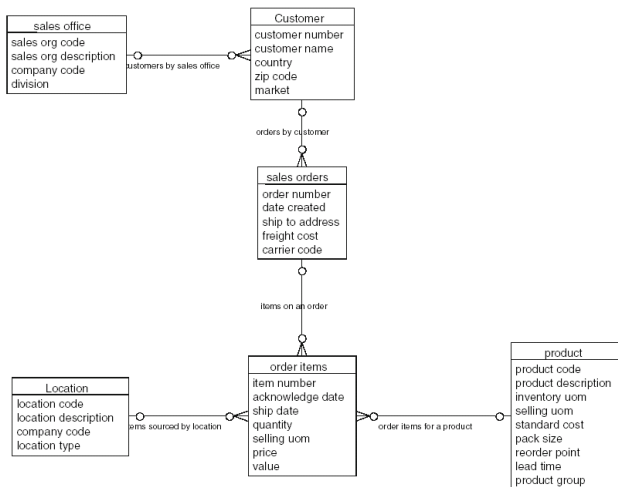 sales office
sales org code
sales org description
company code
division
customers by sales office
Customer
customer number
customer name
country
zip code
market
orders by customer
sales orders
order number
date created
ship to address
freight cost
carrier code
items on an order
Location
location code
location description
company code
location type
items sourced by location
order items
item number
acknowledge date
ship date
quantity
selling uom
price
value
order items for a product
product
product code
product description
inventory uom
selling uom
standard cost
pack size
reorder point
lead time
product group